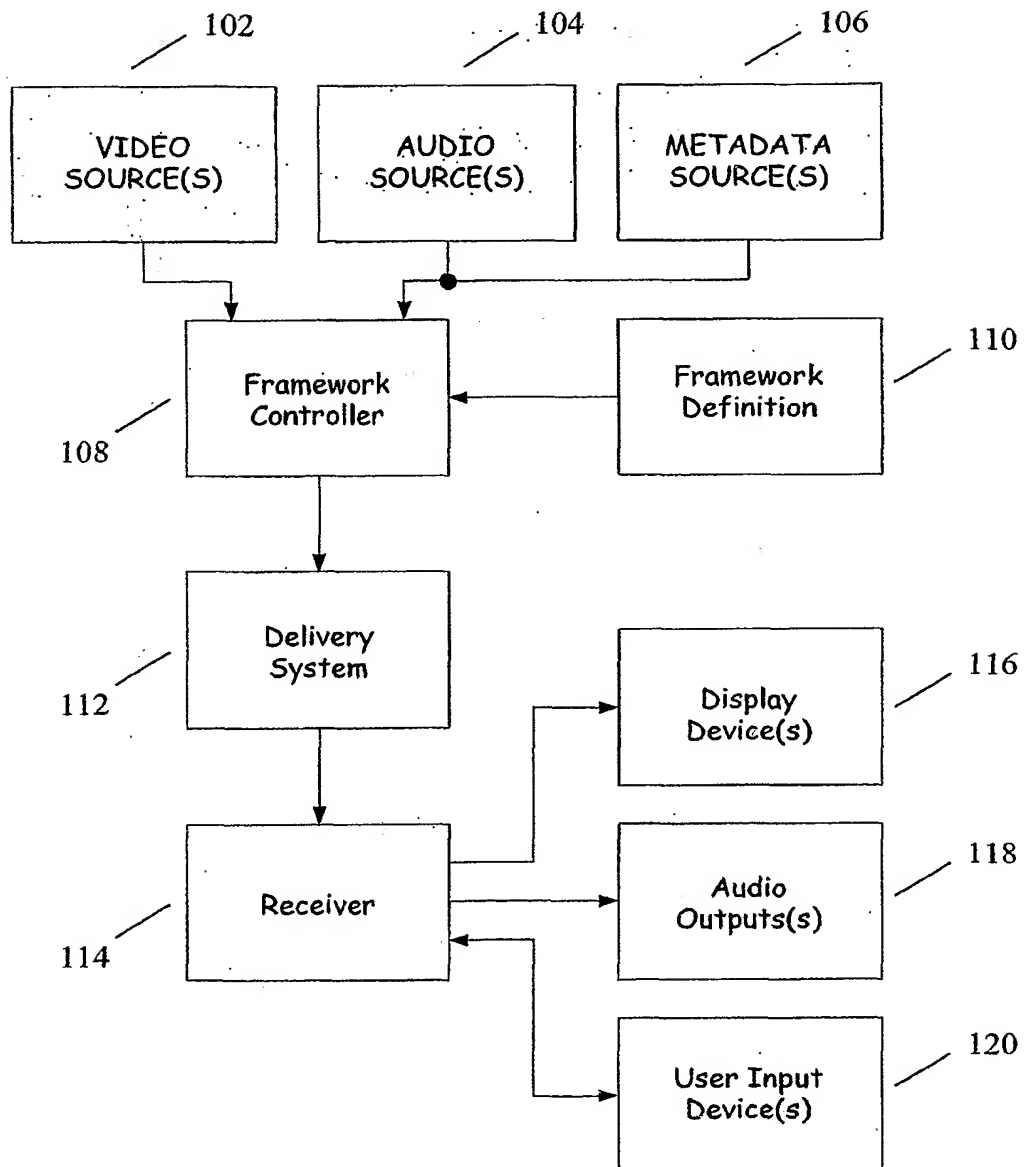 102
104
106
VIDEO
SOURCE(S)
AUDIO
SOURCE(S)
METADATA
SOURCE(S)
Framework
Controller
108
Framework
Definition
110
Delivery
System
112
Display
Device(s)
116
Receiver
114
Audio
Outputs(s)
118
User Input
Device(s)
120